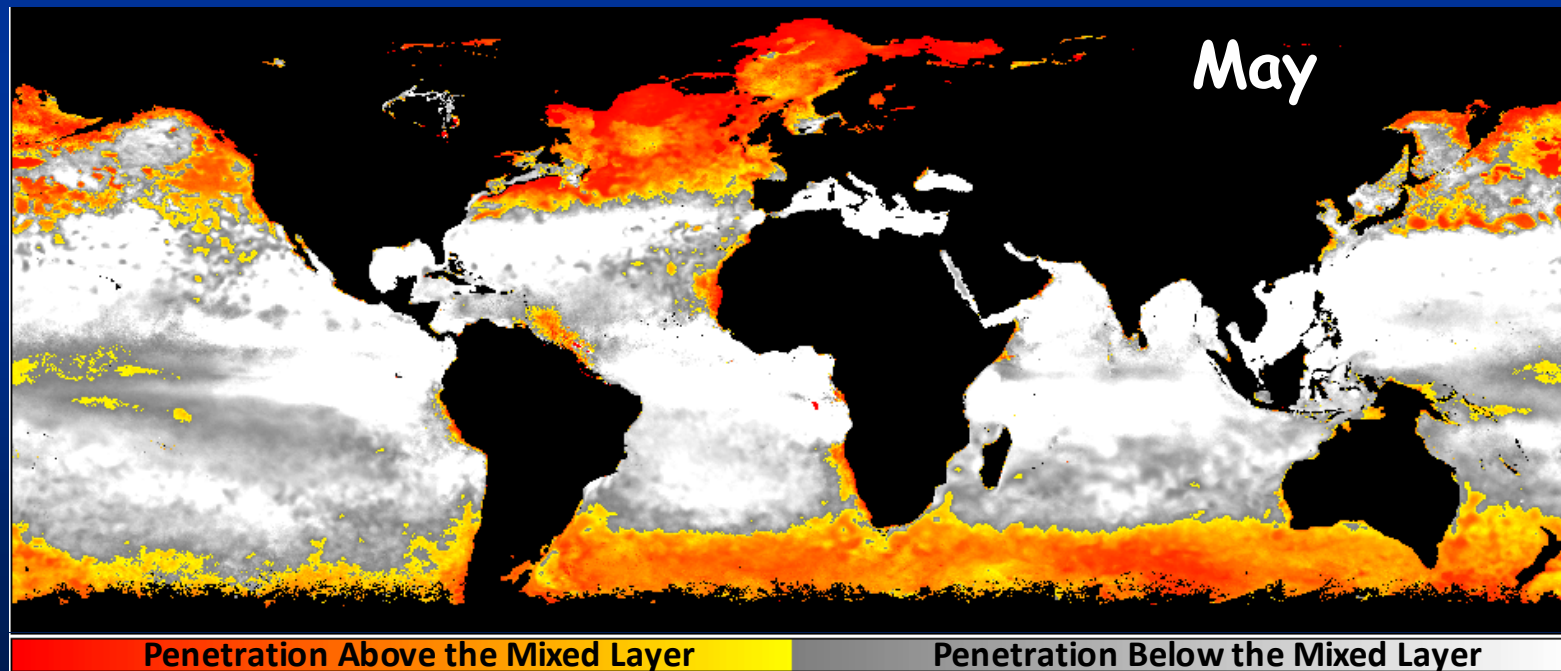 May
Penetration Above the Mixed Layer
Penetration Below the Mixed Layer